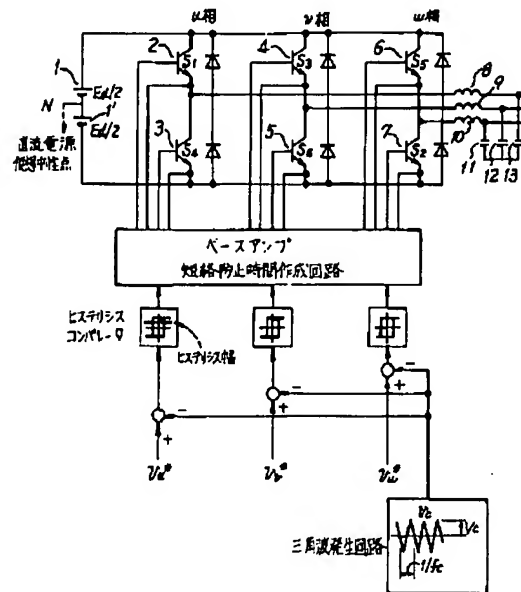 u相
v相
w相
2
4
6
S1
S3
S5
1
Ed/2
N
1'
Ed/2
直流電源
仮想中性点
3
5
7
S4
S6
S2
8
9
10
11
12
13
ベースアンプ
短絡防止時間作成回路
ヒステリシス
コンパレータ
ヒステリシス幅
−
−
−
+
+
+
vu*
vv*
vw*
三角波発生回路
Vc
1/fc